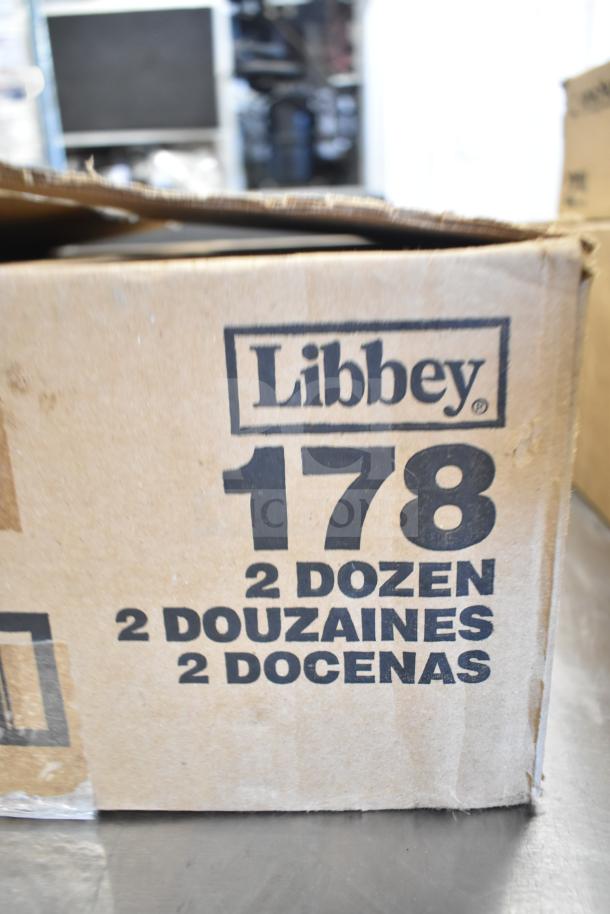 Libbey®
178
2 DOZEN
2 DOUZAINES
2 DOCENAS